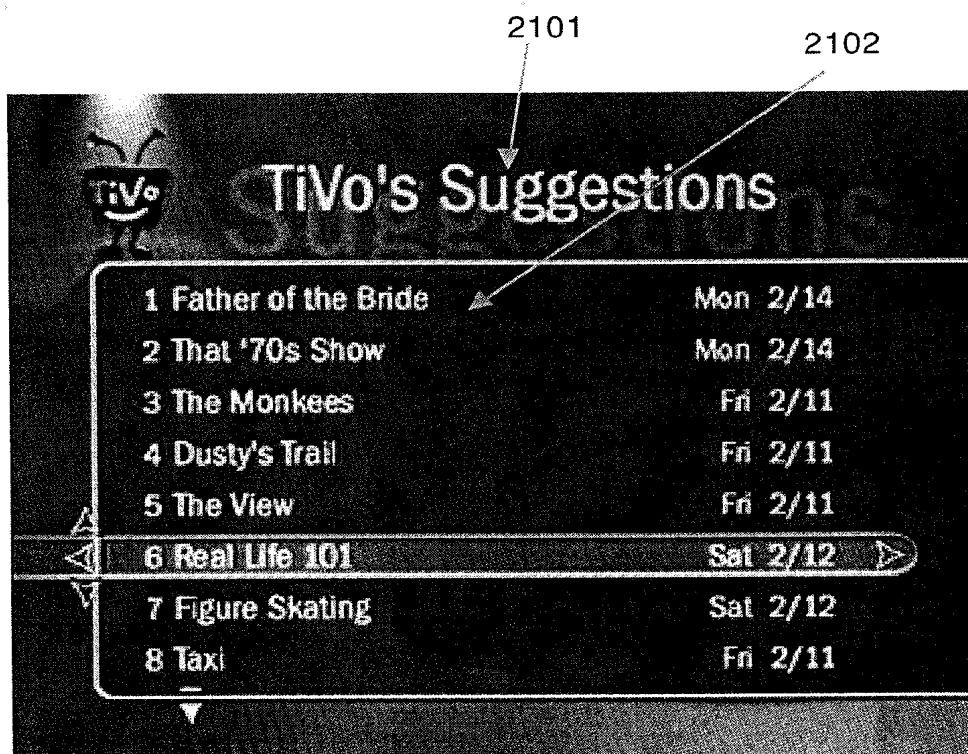 2101
2102
TiVo
TiVo's Suggestions
Suggestions
1 Father of the Bride Mon 2/14
2 That '70s Show Mon 2/14
3 The Monkees Fri 2/11
4 Dusty's Trail Fri 2/11
5 The View Fri 2/11
6 Real Life 101 Sat 2/12
7 Figure Skating Sat 2/12
8 Taxi Fri 2/11